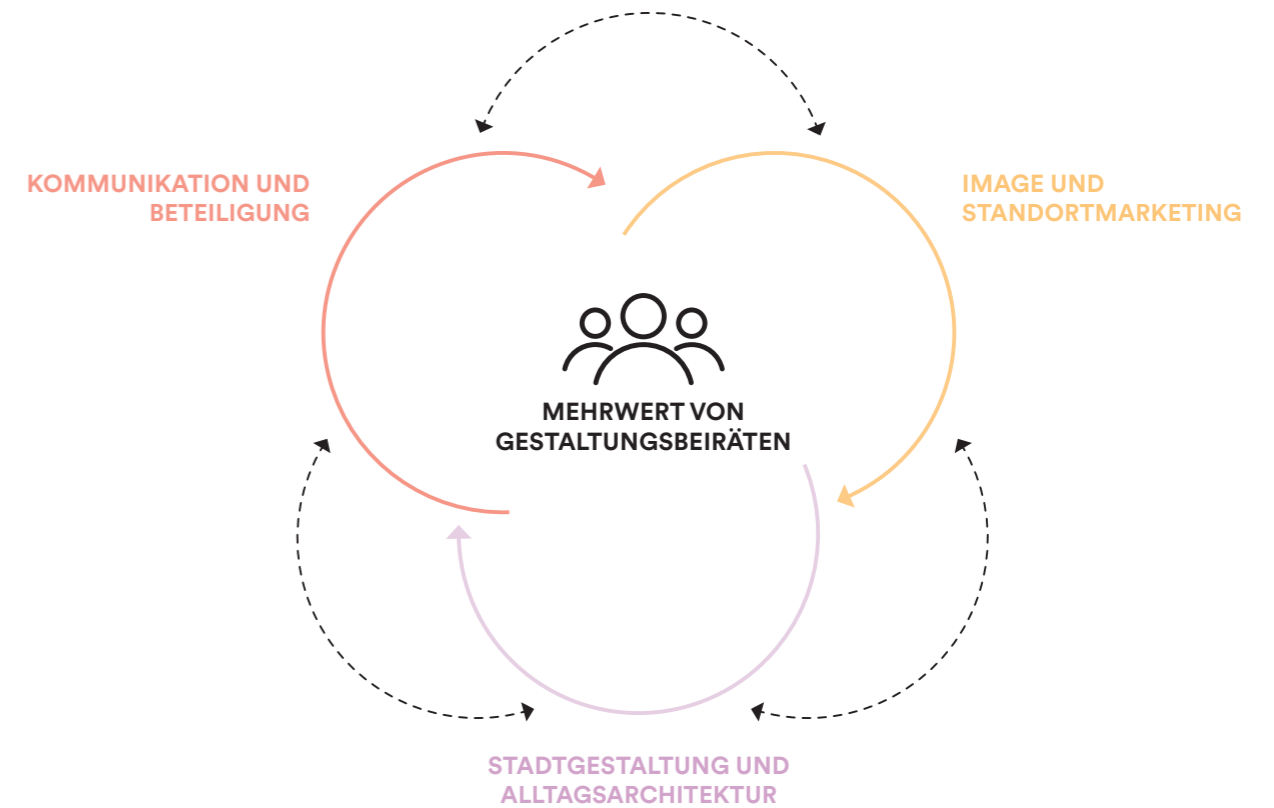 KOMMUNIKATION UND
BETEILIGUNG
IMAGE UND
STANDORTMARKETING
MEHRWERT VON
GESTALTUNGSBEIRÄTEN
STADTGESTALTUNG UND
ALLTAGSARCHITEKTUR